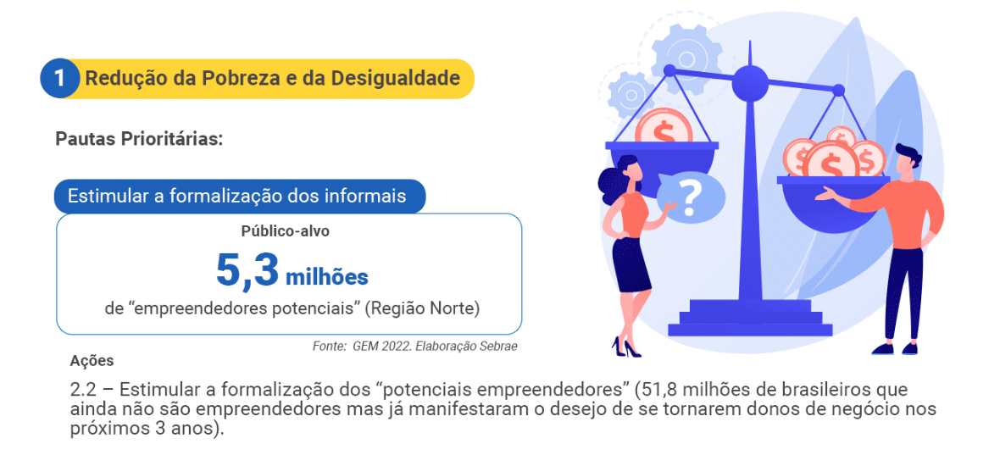 1 Redução da Pobreza e da Desigualdade
Pautas Prioritárias:
Estimular a formalização dos informais
Público-alvo
5,3 milhões
de “empreendedores potenciais” (Região Norte)
Fonte: GEM 2022. Elaboração Sebrae
Ações
2.2 – Estimular a formalização dos “potenciais empreendedores” (51,8 milhões de brasileiros que
ainda não são empreendedores mas já manifestaram o desejo de se tornarem donos de negócio nos
próximos 3 anos).
$
$
$
$
$
?